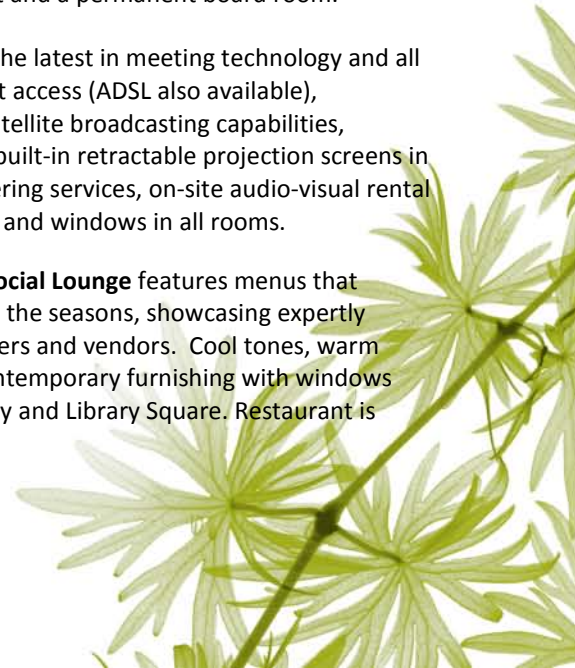 and a permanent board room.
he latest in meeting technology and all
t access (ADSL also available),
tellite broadcasting capabilities,
built-in retractable projection screens in
ering services, on-site audio-visual rental
and windows in all rooms.
ocial Lounge features menus that
the seasons, showcasing expertly
ers and vendors. Cool tones, warm
ntemporary furnishing with windows
y and Library Square. Restaurant is